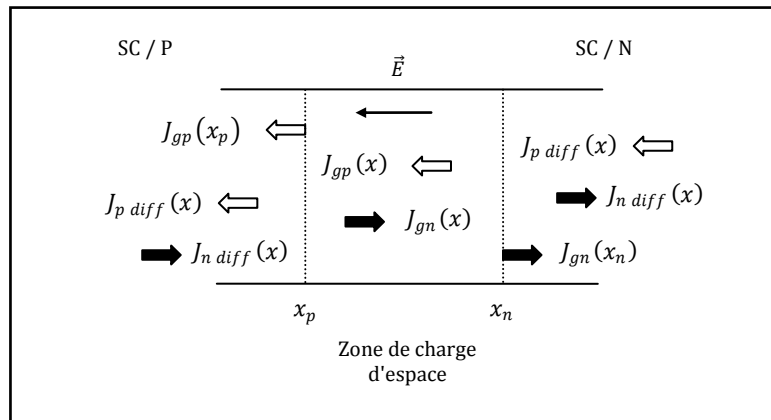 SC / P
SC / N
E⃗
J_gp(x_p)
J_p diff(x)
J_gp(x)
J_p diff(x)
J_n diff(x)
J_gn(x)
J_n diff(x)
J_gn(x_n)
x_p
x_n
Zone de charge
d'espace